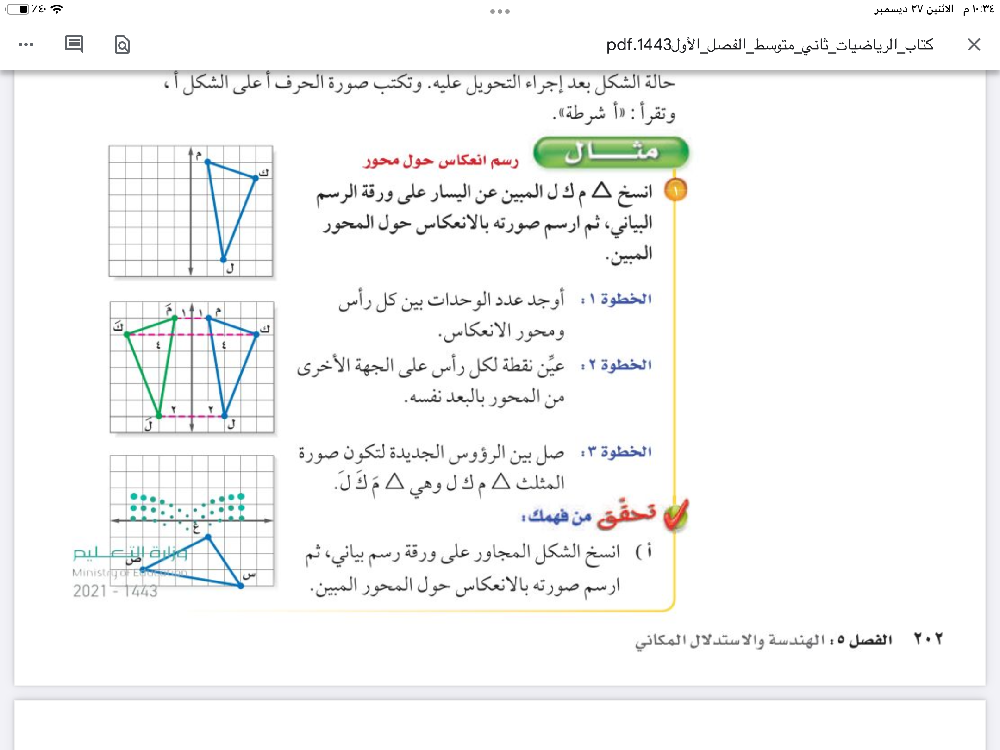 ١٠:٣٤ م الاثنين ٢٧ ديسمبر
٤٠٪
كتاب_الرياضيات_ثاني_متوسط_الفصل_الأول1443.pdf
حالة الشكل بعد إجراء التحويل عليه. وتكتب صورة الحرف أ على الشكل أَ،
وتقرأ: «أ شرطة».
مثال
رسم انعكاس حول محور
١
انسخ △ م ك ل المبين عن اليسار على ورقة الرسم
البياني، ثم ارسم صورته بالانعكاس حول المحور
المبين.
م
ك
ل
الخطوة ١: أوجد عدد الوحدات بين كل رأس
ومحور الانعكاس.
الخطوة ٢: عيِّن نقطة لكل رأس على الجهة الأخرى
من المحور بالبعد نفسه.
م ١ ١ مَ
ك كَ
٤ ٤
٢ ٢
ل لَ
الخطوة ٣: صل بين الرؤوس الجديدة لتكون صورة
المثلث △ م ك ل وهي △ مَ كَ لَ.
تحقق من فهمك:
أ ) انسخ الشكل المجاور على ورقة رسم بياني، ثم
ارسم صورته بالانعكاس حول المحور المبين.
ع
ص
س
وزارة التعليم
Ministry of Education
2021 - 1443
٢٠٢ الفصل ٥: الهندسة والاستدلال المكاني